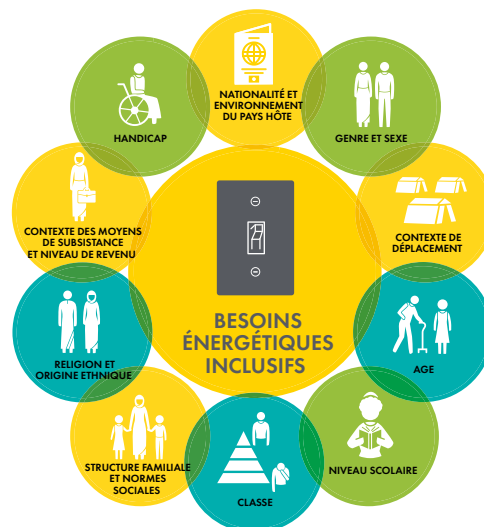 NATIONALITÉ ET
ENVIRONNEMENT
DU PAYS HÔTE
HANDICAP
GENRE ET SEXE
CONTEXTE DES MOYENS
DE SUBSISTANCE
ET NIVEAU DE REVENU
CONTEXTE DE
DÉPLACEMENT
BESOINS
ÉNERGÉTIQUES
INCLUSIFS
RELIGION ET
ORIGINE ETHNIQUE
AGE
STRUCTURE FAMILIALE
ET NORMES
SOCIALES
CLASSE
NIVEAU SCOLAIRE